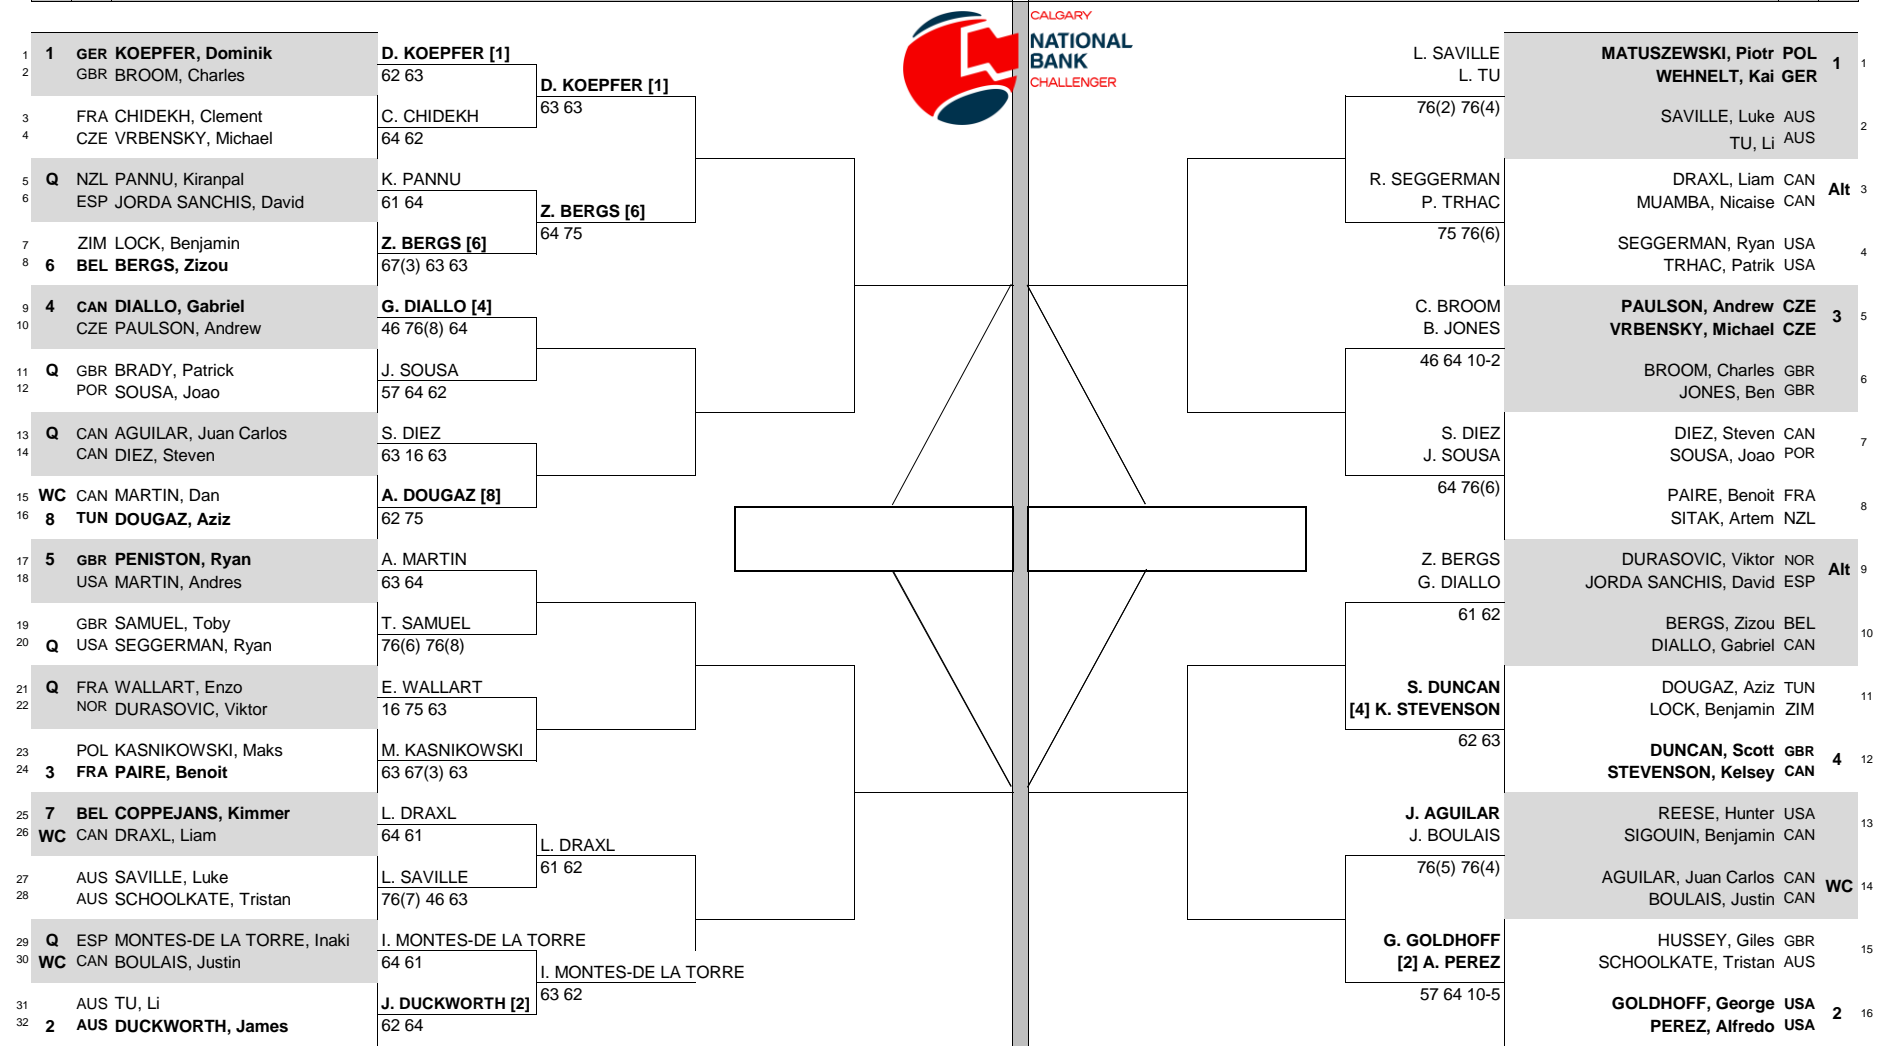 CALGARY
NATIONAL
BANK
CHALLENGER
1 1 GER KOEPFER, Dominik
2 GBR BROOM, Charles
3 FRA CHIDEKH, Clement
4 CZE VRBENSKY, Michael
5 Q NZL PANNU, Kiranpal
6 ESP JORDA SANCHIS, David
7 ZIM LOCK, Benjamin
8 6 BEL BERGS, Zizou
9 4 CAN DIALLO, Gabriel
10 CZE PAULSON, Andrew
11 Q GBR BRADY, Patrick
12 POR SOUSA, Joao
13 Q CAN AGUILAR, Juan Carlos
14 CAN DIEZ, Steven
15 WC CAN MARTIN, Dan
16 8 TUN DOUGAZ, Aziz
17 5 GBR PENISTON, Ryan
18 USA MARTIN, Andres
19 GBR SAMUEL, Toby
20 Q USA SEGGERMAN, Ryan
21 Q FRA WALLART, Enzo
22 NOR DURASOVIC, Viktor
23 POL KASNIKOWSKI, Maks
24 3 FRA PAIRE, Benoit
25 7 BEL COPPEJANS, Kimmer
26 WC CAN DRAXL, Liam
27 AUS SAVILLE, Luke
28 AUS SCHOOLKATE, Tristan
29 Q ESP MONTES-DE LA TORRE, Inaki
30 WC CAN BOULAIS, Justin
31 AUS TU, Li
32 2 AUS DUCKWORTH, James
D. KOEPFER [1]
62 63
C. CHIDEKH
64 62
K. PANNU
61 64
Z. BERGS [6]
67(3) 63 63
G. DIALLO [4]
46 76(8) 64
J. SOUSA
57 64 62
S. DIEZ
63 16 63
A. DOUGAZ [8]
62 75
A. MARTIN
63 64
T. SAMUEL
76(6) 76(8)
E. WALLART
16 75 63
M. KASNIKOWSKI
63 67(3) 63
L. DRAXL
64 61
L. SAVILLE
76(7) 46 63
I. MONTES-DE LA TORRE
64 61
J. DUCKWORTH [2]
62 64
D. KOEPFER [1]
63 63
Z. BERGS [6]
64 75
L. DRAXL
61 62
I. MONTES-DE LA TORRE
63 62
L. SAVILLE
L. TU
76(2) 76(4)
R. SEGGERMAN
P. TRHAC
75 76(6)
C. BROOM
B. JONES
46 64 10-2
S. DIEZ
J. SOUSA
64 76(6)
Z. BERGS
G. DIALLO
61 62
S. DUNCAN
[4] K. STEVENSON
62 63
J. AGUILAR
J. BOULAIS
76(5) 76(4)
G. GOLDHOFF
[2] A. PEREZ
57 64 10-5
MATUSZEWSKI, Piotr POL
WEHNELT, Kai GER
1 1
SAVILLE, Luke AUS
TU, Li AUS
2
DRAXL, Liam CAN
MUAMBA, Nicaise CAN
Alt 3
SEGGERMAN, Ryan USA
TRHAC, Patrik USA
4
PAULSON, Andrew CZE
VRBENSKY, Michael CZE
3 5
BROOM, Charles GBR
JONES, Ben GBR
6
DIEZ, Steven CAN
SOUSA, Joao POR
7
PAIRE, Benoit FRA
SITAK, Artem NZL
8
DURASOVIC, Viktor NOR
JORDA SANCHIS, David ESP
Alt 9
BERGS, Zizou BEL
DIALLO, Gabriel CAN
10
DOUGAZ, Aziz TUN
LOCK, Benjamin ZIM
11
DUNCAN, Scott GBR
STEVENSON, Kelsey CAN
4 12
REESE, Hunter USA
SIGOUIN, Benjamin CAN
13
AGUILAR, Juan Carlos CAN
BOULAIS, Justin CAN
WC 14
HUSSEY, Giles GBR
SCHOOLKATE, Tristan AUS
15
GOLDHOFF, George USA
PEREZ, Alfredo USA
2 16